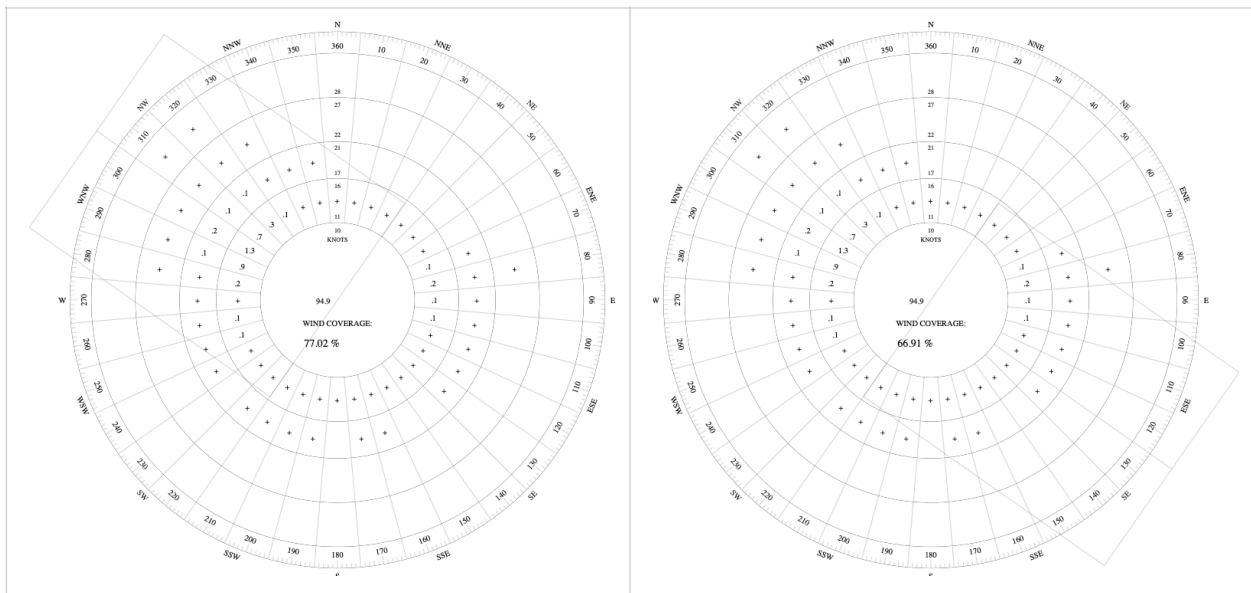 N
NNW 350 360 10 NNE
340 20
330 30
NW 320 40 NE
28
27
310 50
22
21
300 60
17
WNW .1 16 ENE
290 .1 .1 70
.3 11
.2 .7 10
280 .1 1.3 KNOTS 80
.9 .1
.2 .1
W 270 .1 94.9 .1 90 E
.1 WIND COVERAGE: .1
260 .1 77.02 % 100
250 110
WSW ESE
240 120
230 130
SW 220 140 SE
210 150
SSW 200 190 180 170 160 SSE
N
NNW 350 360 10 NNE
340 20
330 30
NW 320 40 NE
28
27
310 50
22
21
300 60
17
WNW .1 16 ENE
290 .1 .1 70
.3 11
.2 .7 10
280 .1 1.3 KNOTS 80
.9 .1
.2 .1
W 270 .1 94.9 .1 90 E
.1 WIND COVERAGE: .1
260 .1 66.91 % 100
250 110
WSW ESE
240 120
230 130
SW 220 140 SE
210 150
SSW 200 190 180 170 160 SSE